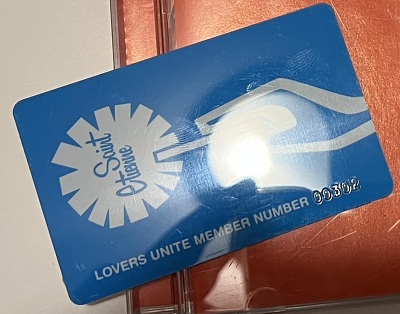 Saint
Etienne
LOVERS UNITE MEMBER NUMBER 00302